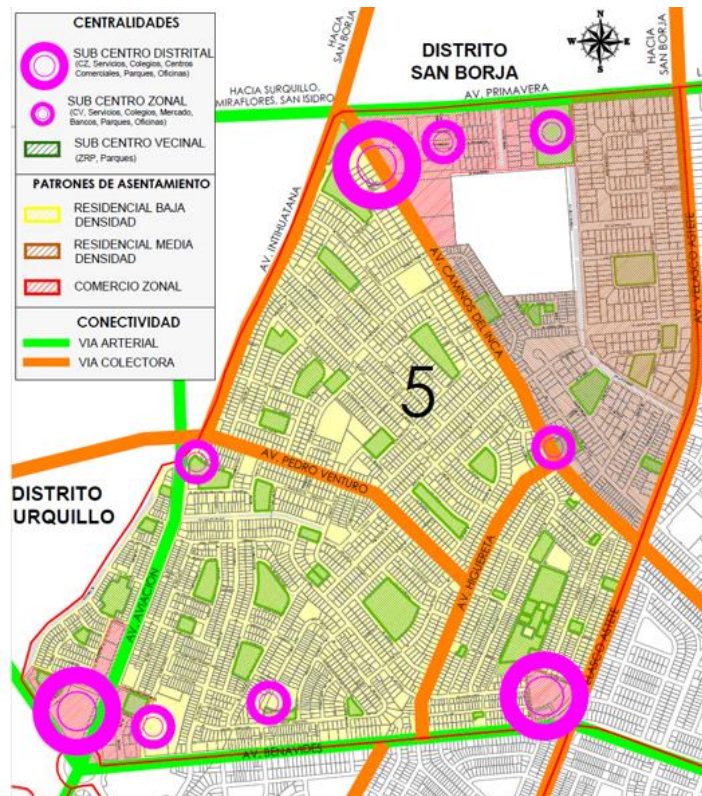 CENTRALIDADES
SUB CENTRO DISTRITAL
(CZ, Servicios, Colegios, Centros
Comerciales, Parques, Oficinas)
SUB CENTRO ZONAL
(CV, Servicios, Colegios, Mercado,
Bancos, Parques, Oficinas)
SUB CENTRO VECINAL
(ZRP, Parques)
PATRONES DE ASENTAMIENTO
RESIDENCIAL BAJA
DENSIDAD
RESIDENCIAL MEDIA
DENSIDAD
COMERCIO ZONAL
CONECTIVIDAD
VIA ARTERIAL
VIA COLECTORA
HACIA
SAN BORJA
DISTRITO
SAN BORJA
N
W
E
S
HACIA
SAN BORJA
HACIA SURQUILLO,
MIRAFLORES, SAN ISIDRO
AV. PRIMAVERA
L
AV. INTIHUATANA
AV. CAMINOS DEL INCA
AV. VELASCO ASTETE
5
AV. PEDRO VENTURO
DISTRITO
URQUILLO
AV. AVIACION
AV. HIGUERETA
ELASCO ASTETE
AV. BENAVIDES